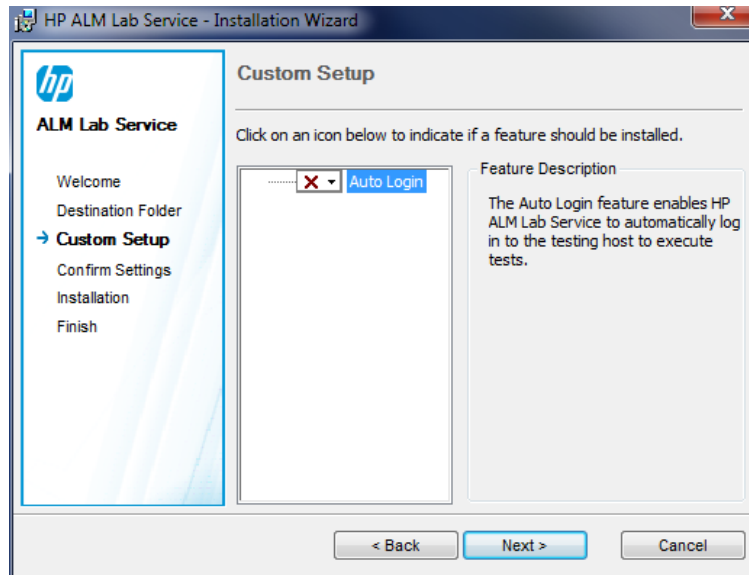 HP ALM Lab Service - Installation Wizard
hp
ALM Lab Service
Welcome
Destination Folder
Custom Setup
Confirm Settings
Installation
Finish
Custom Setup
Click on an icon below to indicate if a feature should be installed.
Auto Login
Feature Description
The Auto Login feature enables HP
ALM Lab Service to automatically log
in to the testing host to execute
tests.
< Back
Next >
Cancel